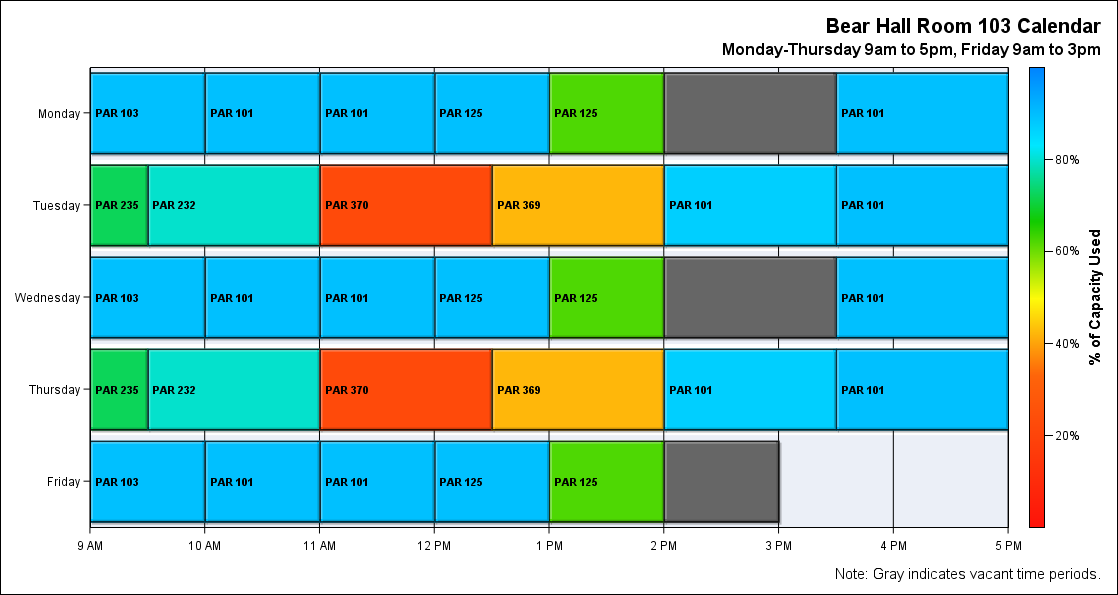 Bear Hall Room 103 Calendar
Monday-Thursday 9am to 5pm, Friday 9am to 3pm
Monday
PAR 103
PAR 101
PAR 101
PAR 125
PAR 125
PAR 101
Tuesday
PAR 235
PAR 232
PAR 370
PAR 369
PAR 101
PAR 101
Wednesday
PAR 103
PAR 101
PAR 101
PAR 125
PAR 125
PAR 101
Thursday
PAR 235
PAR 232
PAR 370
PAR 369
PAR 101
PAR 101
Friday
PAR 103
PAR 101
PAR 101
PAR 125
PAR 125
9 AM
10 AM
11 AM
12 PM
1 PM
2 PM
3 PM
4 PM
5 PM
80%
60%
40%
20%
% of Capacity Used
Note: Gray indicates vacant time periods.